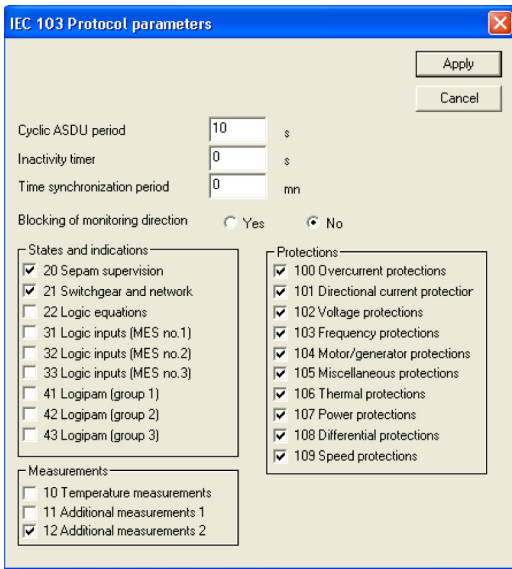 IEC 103 Protocol parameters
Apply
Cancel
Cyclic ASDU period 10 s
Inactivity timer 0 s
Time synchronization period 0 mn
Blocking of monitoring direction Yes No
States and indications
20 Sepam supervision
21 Switchgear and network
22 Logic equations
31 Logic inputs (MES no.1)
32 Logic inputs (MES no.2)
33 Logic inputs (MES no.3)
41 Logipam (group 1)
42 Logipam (group 2)
43 Logipam (group 3)
Measurements
10 Temperature measurements
11 Additional measurements 1
12 Additional measurements 2
Protections
100 Overcurrent protections
101 Directional current protection
102 Voltage protections
103 Frequency protections
104 Motor/generator protections
105 Miscellaneous protections
106 Thermal protections
107 Power protections
108 Differential protections
109 Speed protections